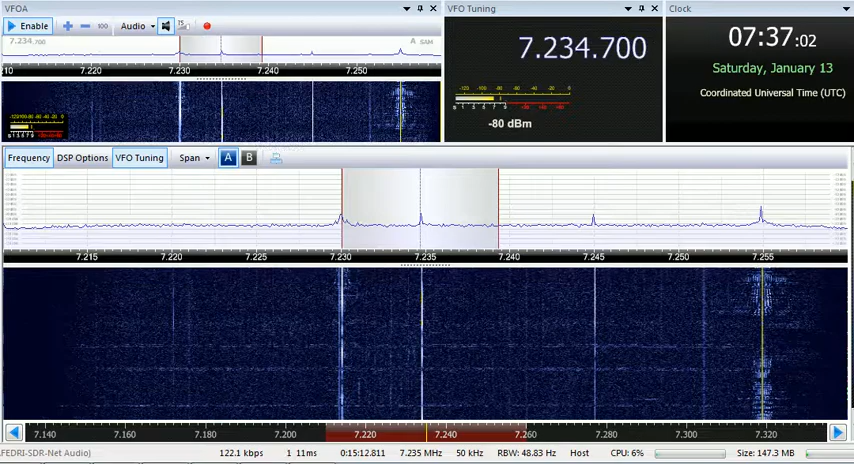 VFOA
Enable
100
Audio
7.234.700
A SAM
210 7.220 7.230 7.240 7.250
VFO Tuning
7.234.700
-80 dBm
Clock
07:37:02
Saturday, January 13
Coordinated Universal Time (UTC)
Frequency DSP Options VFO Tuning Span A B
7.215 7.220 7.225 7.230 7.235 7.240 7.245 7.250 7.255
7.140 7.160 7.180 7.200 7.220 7.240 7.260 7.280 7.300 7.320
AFEDRI-SDR-Net Audio) 122.1 kbps 1 11ms 0:15:12.811 7.235 MHz 50 kHz RBW: 48.83 Hz Host CPU: 6% Size: 147.3 MB